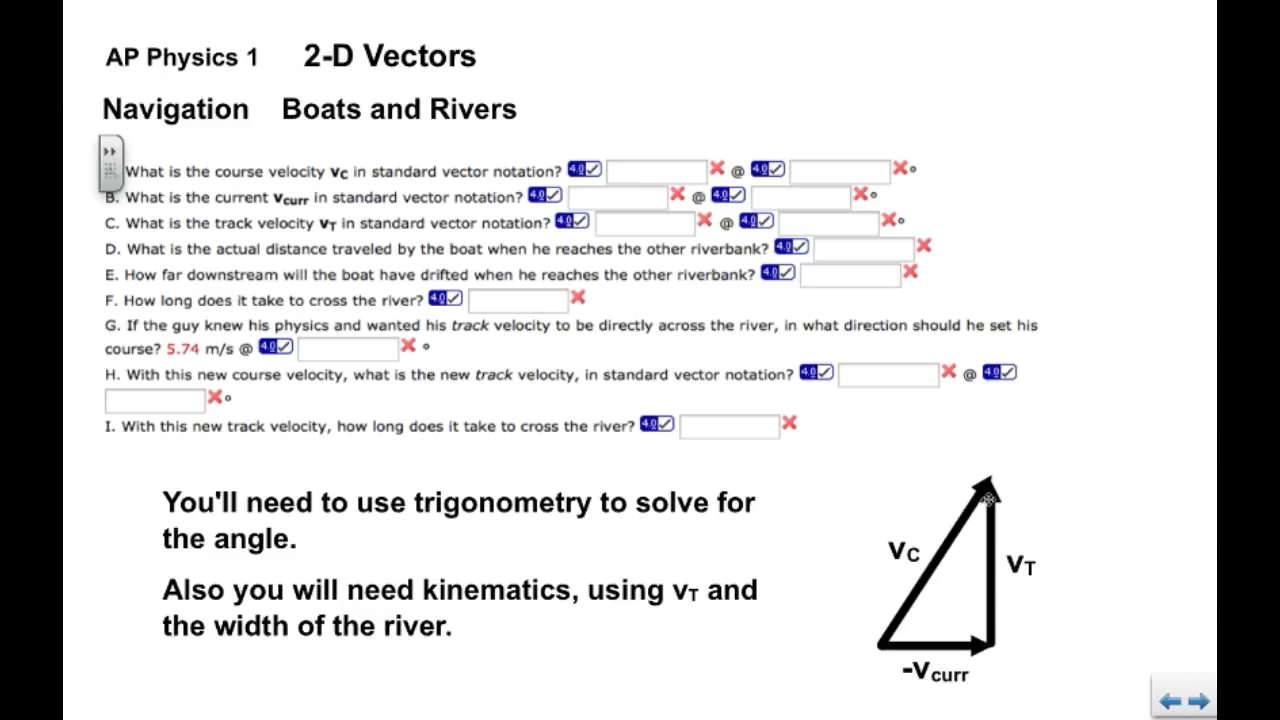 AP Physics 1 2-D Vectors
Navigation Boats and Rivers
What is the course velocity vC in standard vector notation? 4.0 @ 4.0 °
B. What is the current vcurr in standard vector notation? 4.0 @ 4.0 °
C. What is the track velocity vT in standard vector notation? 4.0 @ 4.0 °
D. What is the actual distance traveled by the boat when he reaches the other riverbank? 4.0
E. How far downstream will the boat have drifted when he reaches the other riverbank? 4.0
F. How long does it take to cross the river? 4.0
G. If the guy knew his physics and wanted his track velocity to be directly across the river, in what direction should he set his
course? 5.74 m/s @ 4.0 °
H. With this new course velocity, what is the new track velocity, in standard vector notation? 4.0 @ 4.0
°
I. With this new track velocity, how long does it take to cross the river? 4.0
You'll need to use trigonometry to solve for
the angle.
Also you will need kinematics, using vT and
the width of the river.
vC
vT
-vcurr